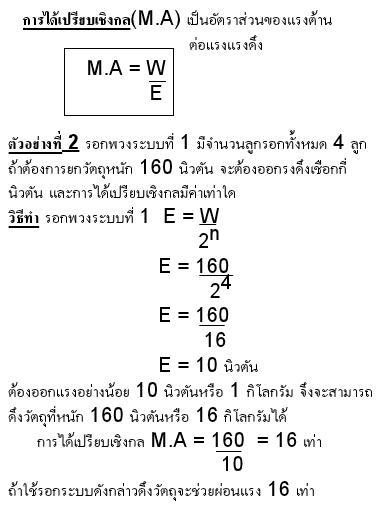 การได้เปรียบเชิงกล(M.A) เป็นอัตราส่วนของแรงต้าน
ต่อแรงแรงดึง
M.A = W
E
ตัวอย่างที่ 2 รอกพวงระบบที่ 1 มีจำนวนลูกรอกทั้งหมด 4 ลูก
ถ้าต้องการยกวัตถุหนัก 160 นิวตัน จะต้องออกรงดึงเชือกกี่
นิวตัน และการได้เปรียบเชิงกลมีค่าเท่าใด
วิธีทำ รอกพวงระบบที่ 1 E = W
2ⁿ
E = 160
2⁴
E = 160
16
E = 10 นิวตัน
ต้องออกแรงอย่างน้อย 10 นิวตันหรือ 1 กิโลกรัม จึงจะสามารถ
ดึงวัตถุที่หนัก 160 นิวตันหรือ 16 กิโลกรัมได้
การได้เปรียบเชิงกล M.A = 160 = 16 เท่า
10
ถ้าใช้รอกระบบดังกล่าวดึงวัตถุจะช่วยผ่อนแรง 16 เท่า